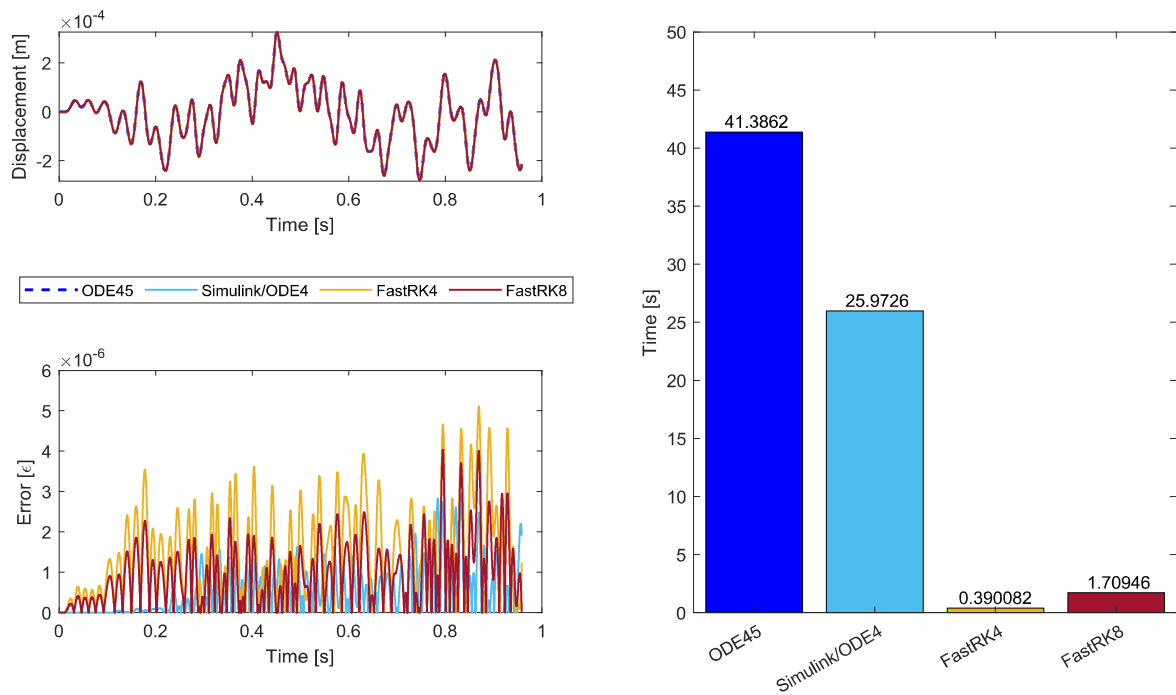 ×10-4
2
0
-2
Displacement [m]
0 0.2 0.4 0.6 0.8 1
Time [s]
ODE45 Simulink/ODE4 FastRK4 FastRK8
×10-6
6
5
4
3
2
1
0
Error [ϵ]
0 0.2 0.4 0.6 0.8 1
Time [s]
50
45
40
35
30
25
20
15
10
5
0
Time [s]
41.3862
25.9726
0.390082
1.70946
ODE45
Simulink/ODE4
FastRK4
FastRK8